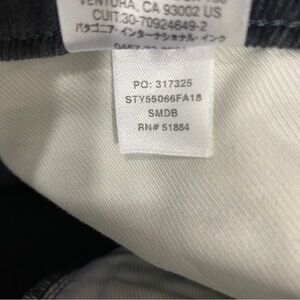 VENTURA, CA 93002 US
CUIT:30-70924649-2
パタゴニア・インターナショナル・インク
PO: 317325
STY55066FA18
SMDB
RN# 51884